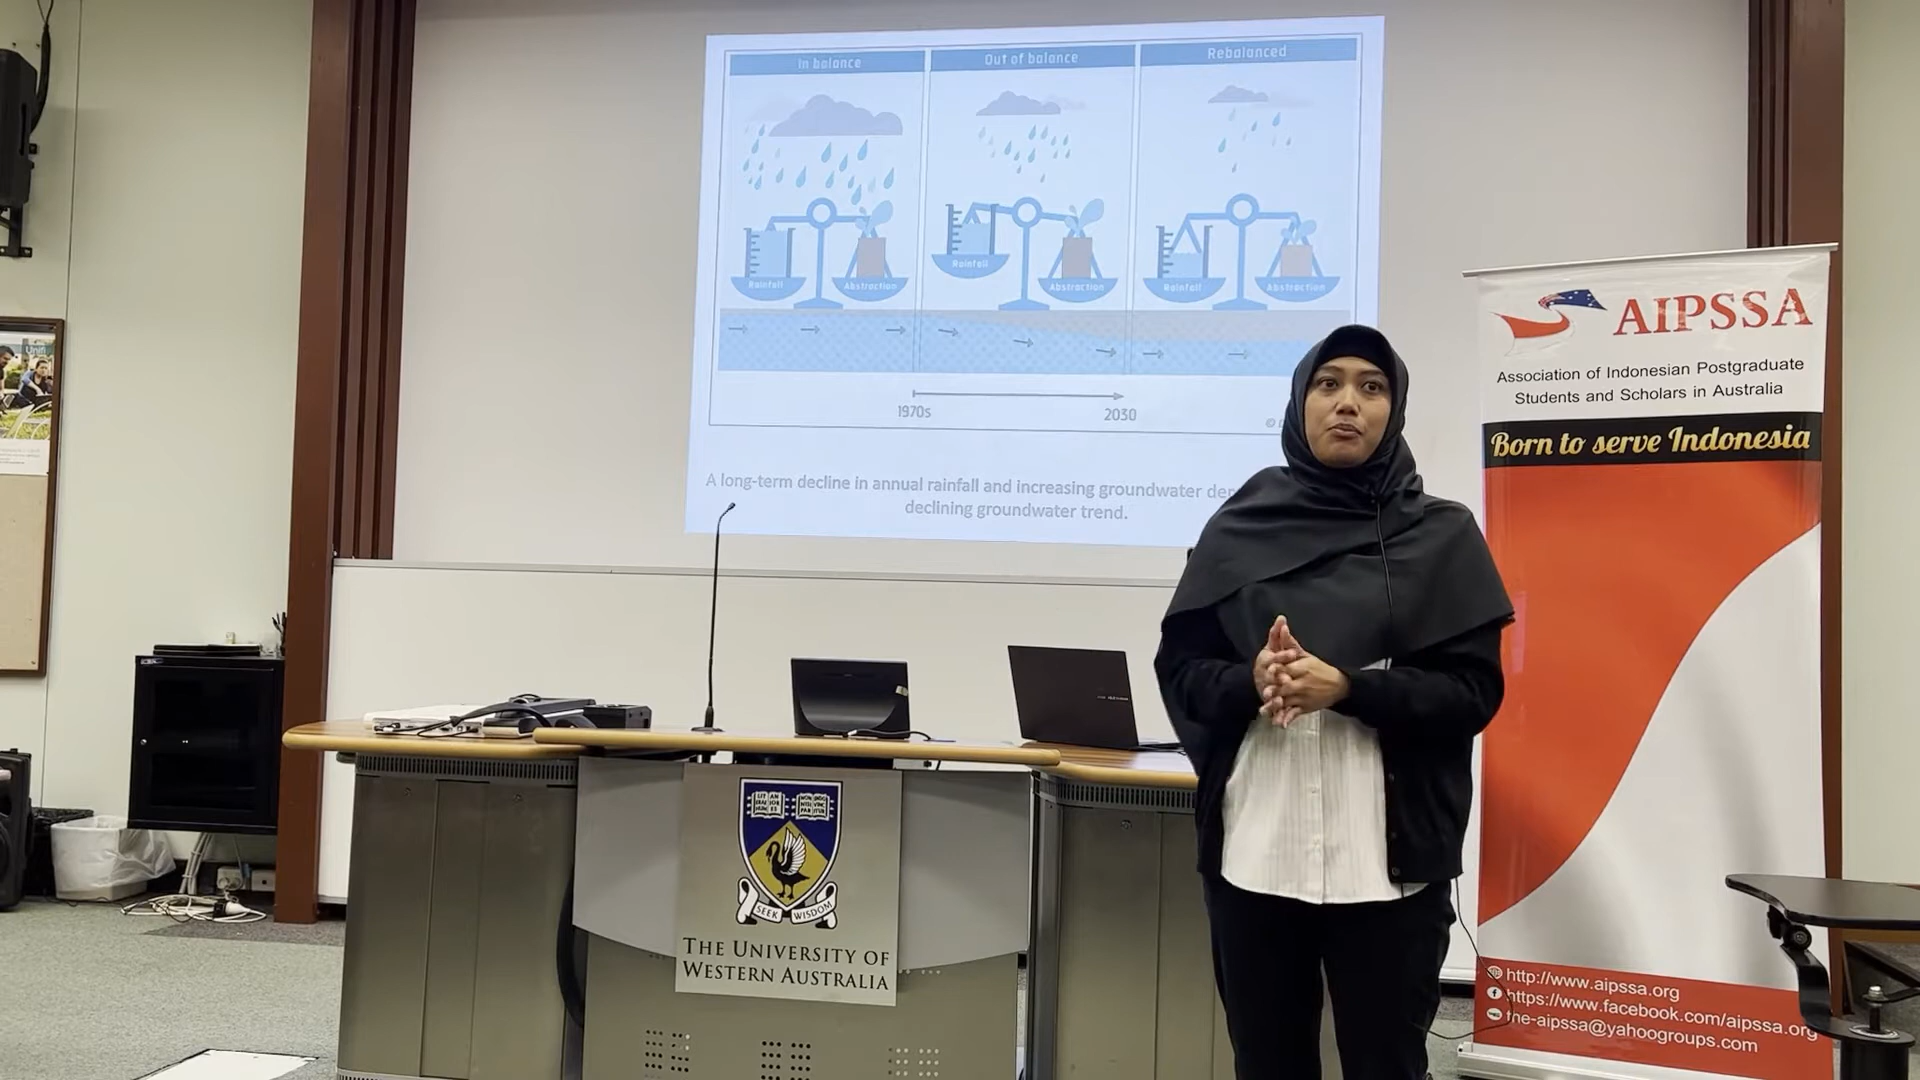 In balance
Out of balance
Rebalanced
Rainfall
Abstraction
Rainfall
Abstraction
Rainfall
Abstraction
1970s
2030
A long-term decline in annual rainfall and increasing groundwater
declining groundwater trend.
Unifi
AIPSSA
Association of Indonesian Postgraduate
Students and Scholars in Australia
Born to serve Indonesia
http://www.aipssa.org
https://www.facebook.com/aipssa.org
the-aipssa@yahoogroups.com
SEEK WISDOM
THE UNIVERSITY OF
WESTERN AUSTRALIA